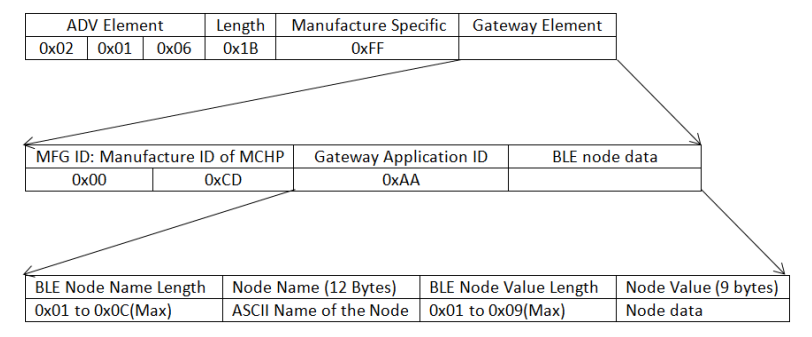 ADV Element Length Manufacture Specific Gateway Element
0x02 0x01 0x06 0x1B 0xFF
MFG ID: Manufacture ID of MCHP Gateway Application ID BLE node data
0x00 0xCD 0xAA
BLE Node Name Length Node Name (12 Bytes) BLE Node Value Length Node Value (9 bytes)
0x01 to 0x0C(Max) ASCII Name of the Node 0x01 to 0x09(Max) Node data